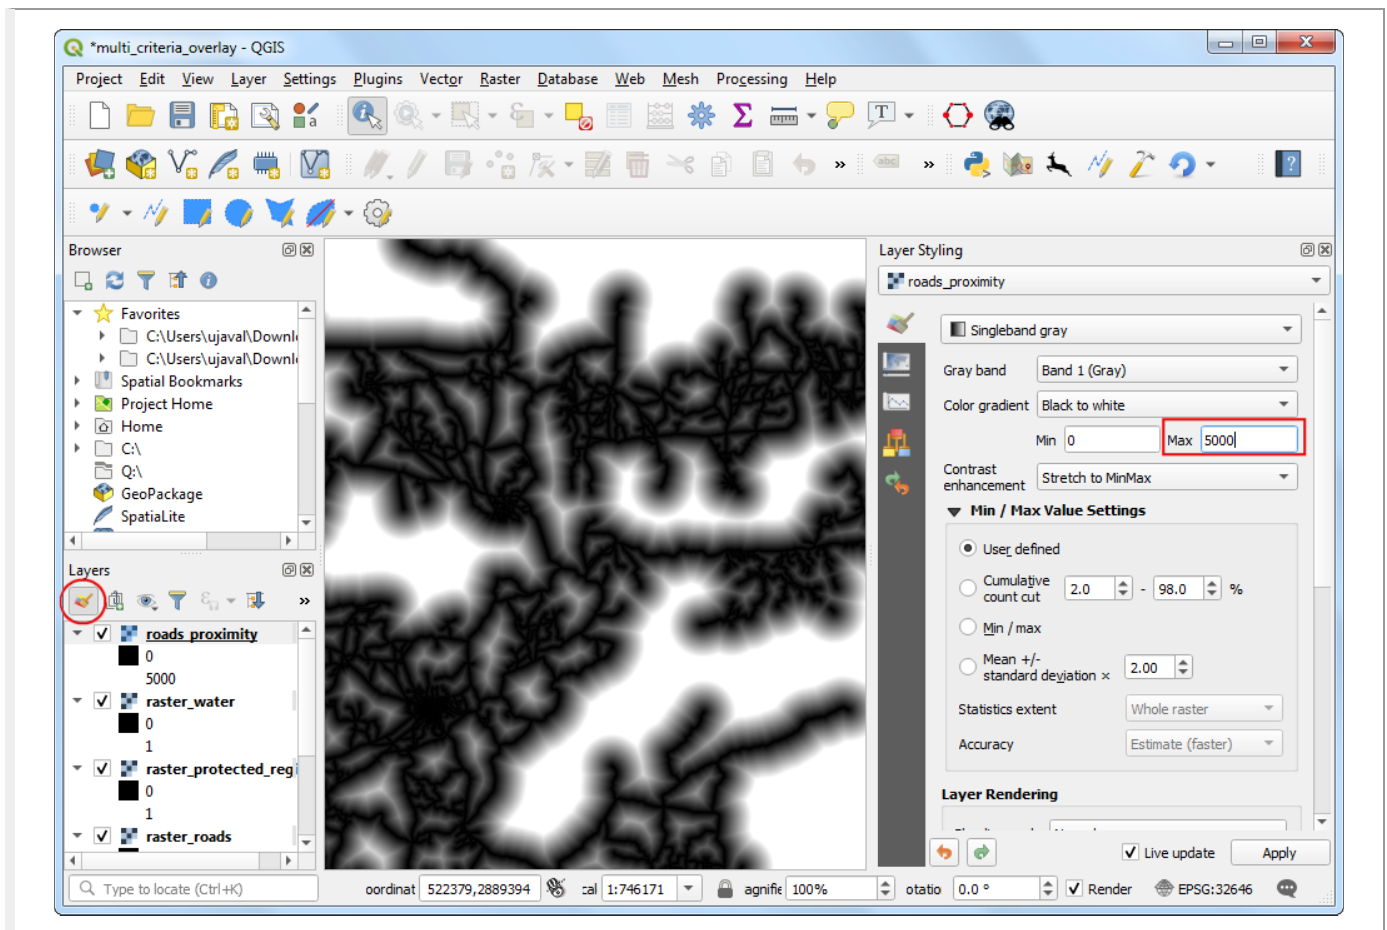 *multi_criteria_overlay - QGIS
Project Edit View Layer Settings Plugins Vector Raster Database Web Mesh Processing Help
Browser
Favorites
C:\Users\ujaval\Downl
C:\Users\ujaval\Downl
Spatial Bookmarks
Project Home
Home
C:\
Q:\
GeoPackage
SpatiaLite
Layers
roads_proximity
0
5000
raster_water
0
1
raster_protected_regi
0
1
raster_roads
Layer Styling
roads_proximity
Singleband gray
Gray band Band 1 (Gray)
Color gradient Black to white
Min 0 Max 5000
Contrast enhancement Stretch to MinMax
Min / Max Value Settings
User defined
Cumulative count cut 2.0 - 98.0 %
Min / max
Mean +/- standard deviation × 2.00
Statistics extent Whole raster
Accuracy Estimate (faster)
Layer Rendering
Live update Apply
Type to locate (Ctrl+K) oordinat 522379,2889394 :al 1:746171 agnifie 100% otatio 0.0 ° Render EPSG:32646